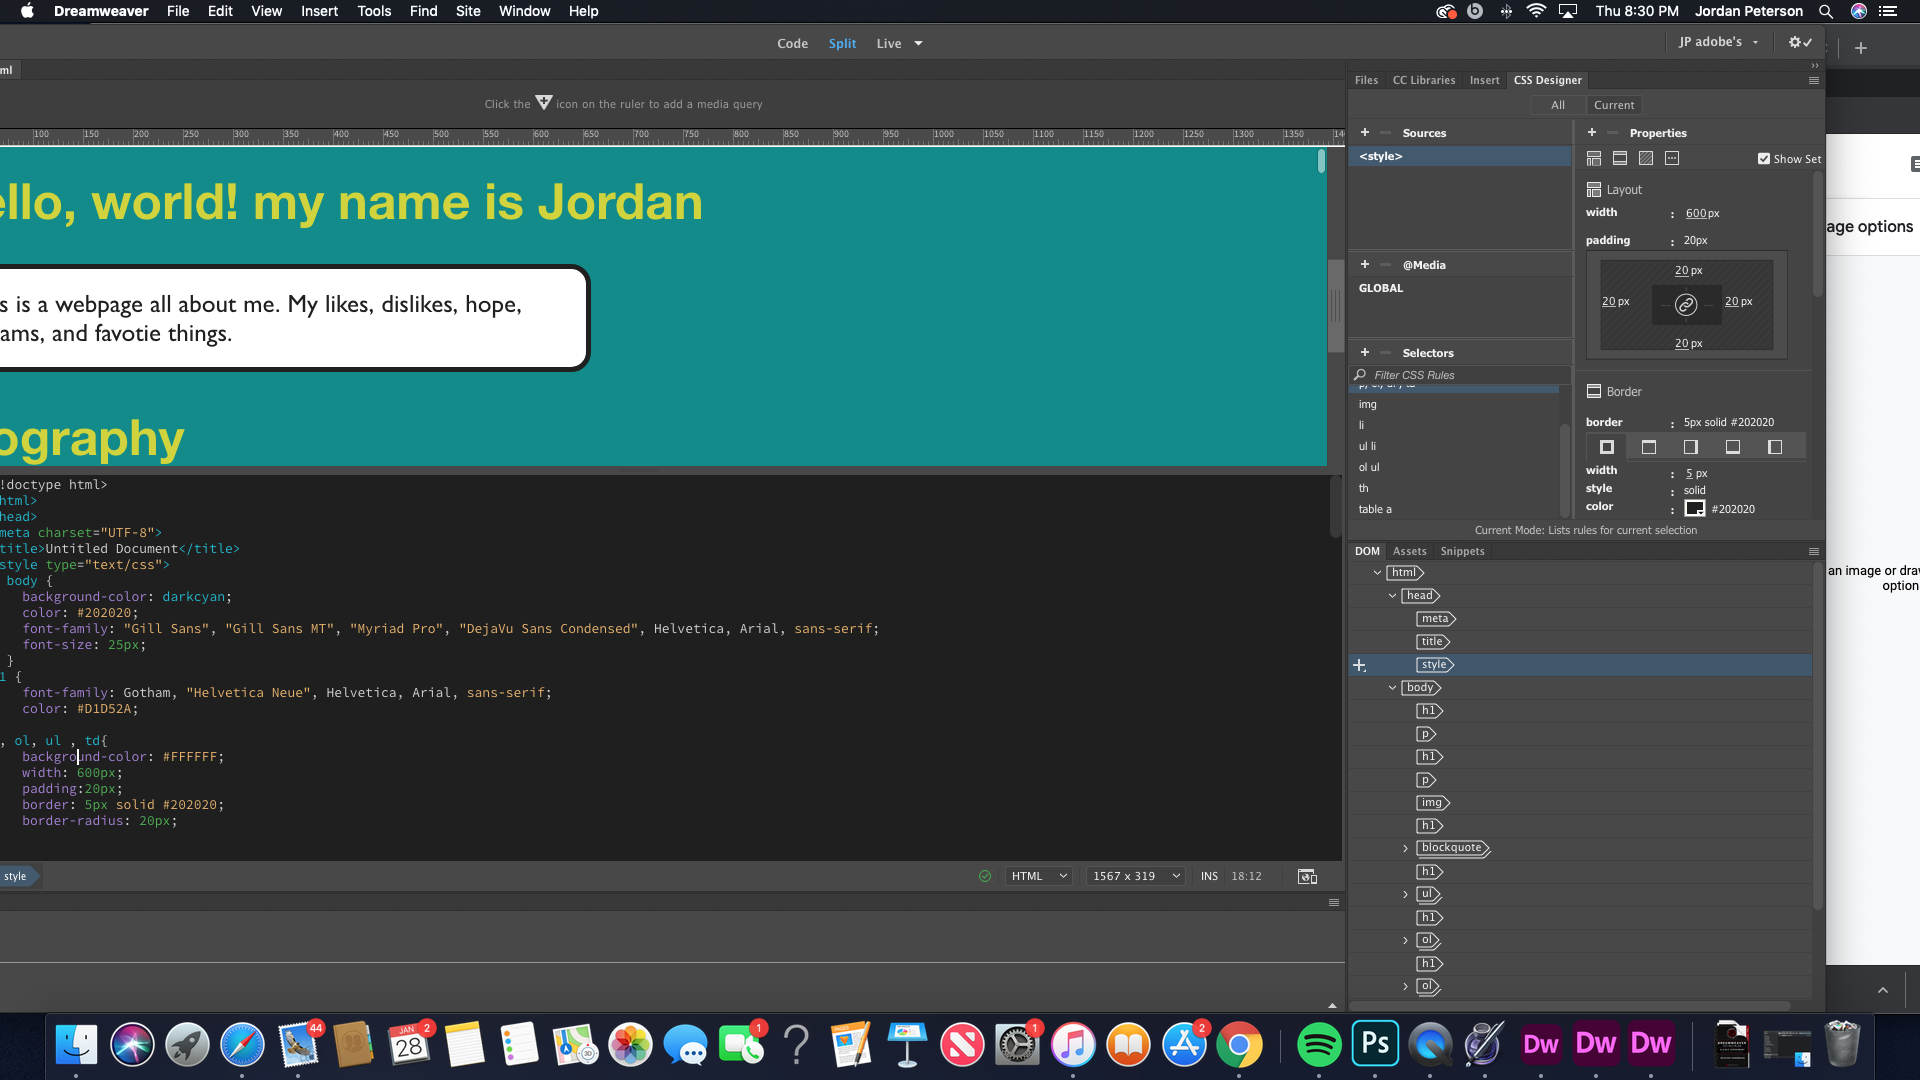 Dreamweaver File Edit View Insert Tools Find Site Window Help
Thu 8:30 PM Jordan Peterson
Code Split Live
JP adobe's
ml
Click the icon on the ruler to add a media query
100 150 200 250 300 350 400 450 500 550 600 650 700 750 800 850 900 950 1000 1050 1100 1150 1200 1250 1300 1350 14
ello, world! my name is Jordan
s is a webpage all about me. My likes, dislikes, hope,
ams, and favotie things.
ography
!doctype html>
html>
head>
meta charset="UTF-8">
title>Untitled Document</title>
style type="text/css">
body {
background-color: darkcyan;
color: #202020;
font-family: "Gill Sans", "Gill Sans MT", "Myriad Pro", "DejaVu Sans Condensed", Helvetica, Arial, sans-serif;
font-size: 25px;
}
1 {
font-family: Gotham, "Helvetica Neue", Helvetica, Arial, sans-serif;
color: #D1D52A;
, ol, ul , td{
background-color: #FFFFFF;
width: 600px;
padding:20px;
border: 5px solid #202020;
border-radius: 20px;
style
HTML 1567 x 319 INS 18:12
Files CC Libraries Insert CSS Designer
All Current
+ Sources
<style>
+ @Media
GLOBAL
+ Selectors
Filter CSS Rules
img
li
ul li
ol ul
th
table a
+ Properties
Show Set
Layout
width : 600 px
padding : 20px
20 px
20 px 20 px
20 px
Border
border : 5px solid #202020
width : 5 px
style : solid
color : #202020
Current Mode: Lists rules for current selection
DOM Assets Snippets
html
head
meta
title
style
body
h1
p
h1
p
img
h1
blockquote
h1
ul
h1
ol
h1
ol
age options
an image or draw
option
44
JAN
28
2
1
?
1
2
Ps
Dw
Dw
Dw